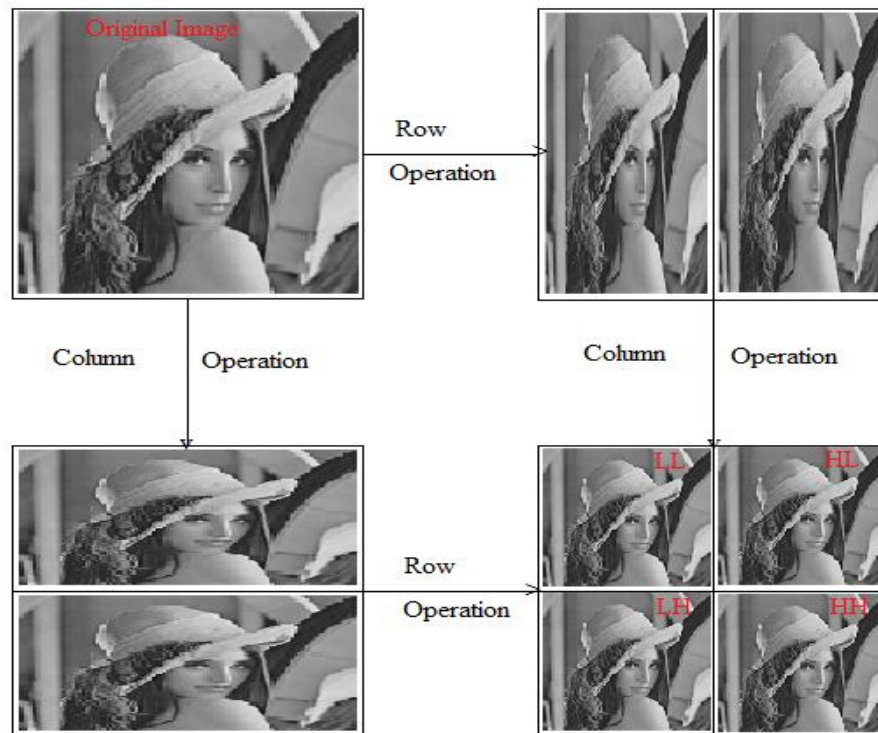 Original Image
Row
Operation
Column Operation
Column Operation
LL HL
Row
Operation
LH HH